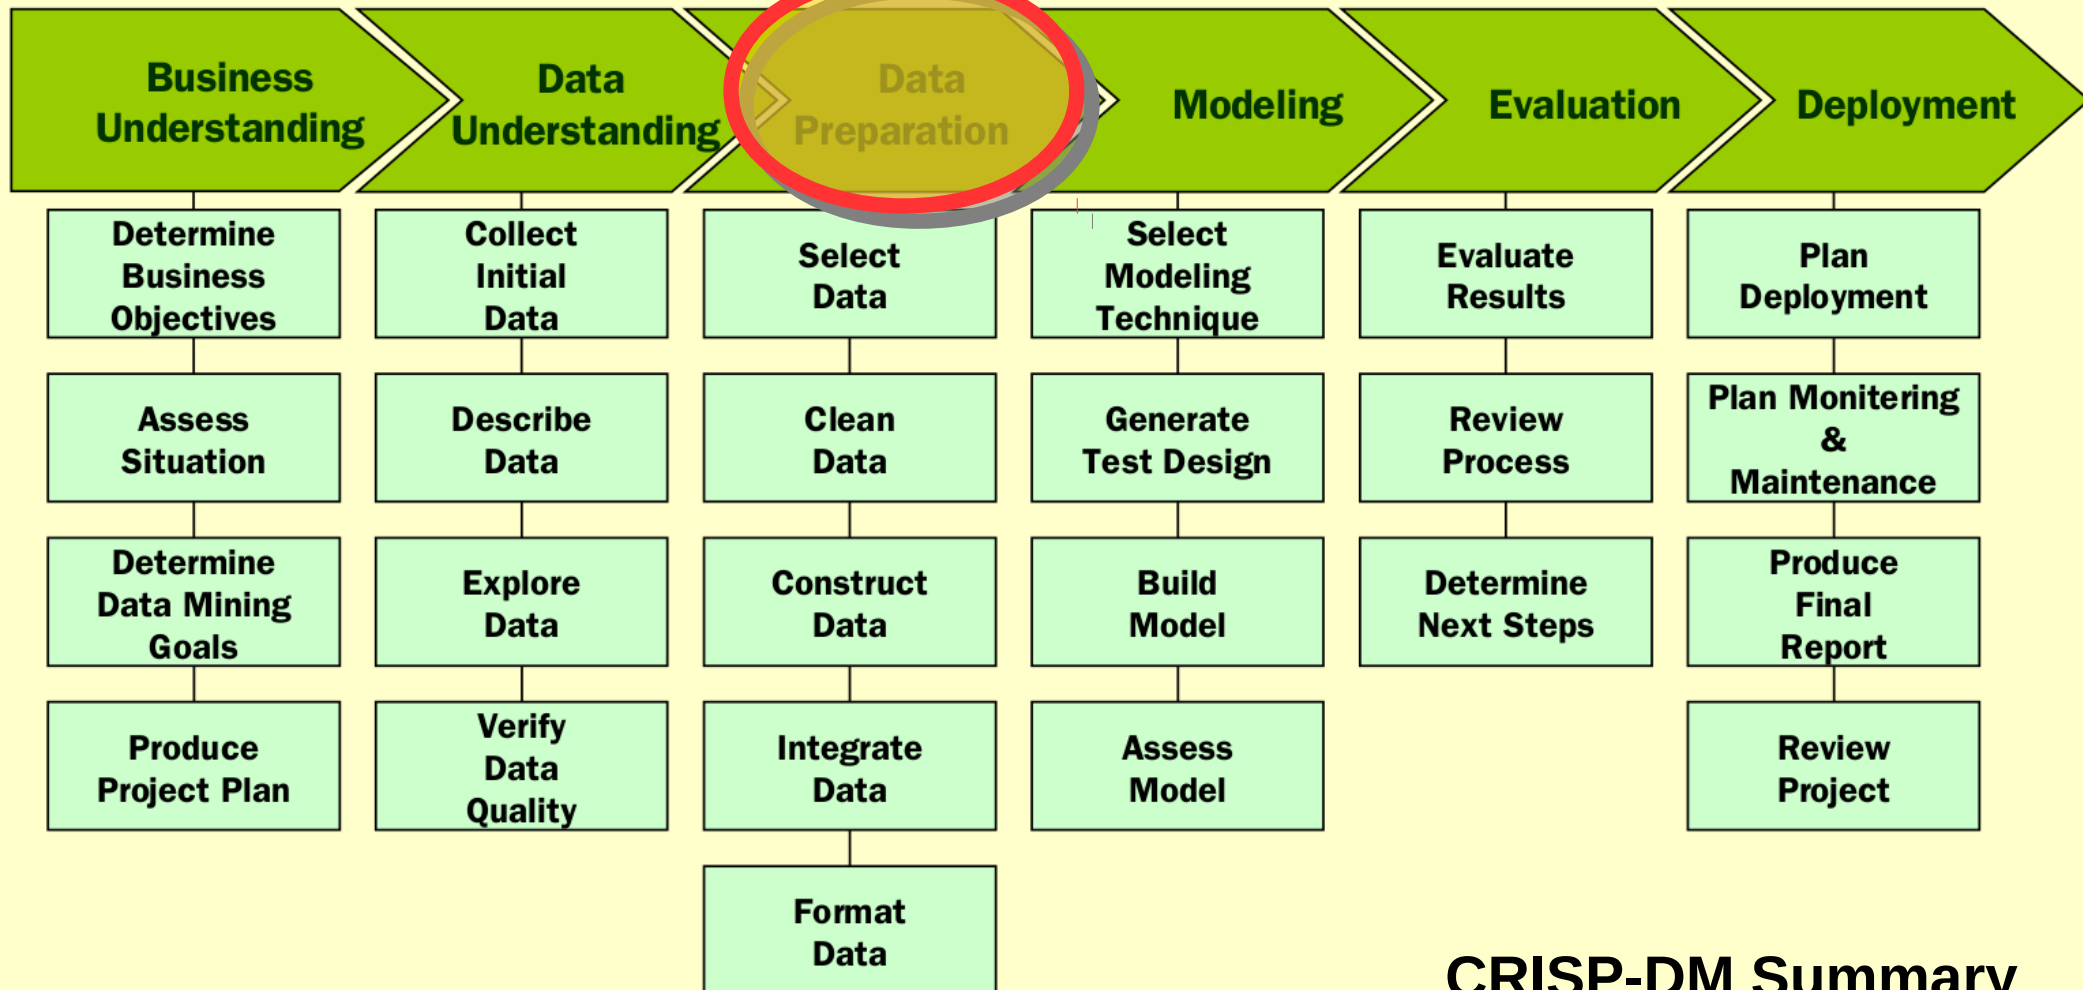 Business
Understanding
Data
Understanding
Data
Preparation
Modeling
Evaluation
Deployment
Determine
Business
Objectives
Assess
Situation
Determine
Data Mining
Goals
Produce
Project Plan
Collect
Initial
Data
Describe
Data
Explore
Data
Verify
Data
Quality
Select
Data
Clean
Data
Construct
Data
Integrate
Data
Format
Data
Select
Modeling
Technique
Generate
Test Design
Build
Model
Assess
Model
Evaluate
Results
Review
Process
Determine
Next Steps
Plan
Deployment
Plan Monitering
&
Maintenance
Produce
Final
Report
Review
Project
CRISP-DM Summary